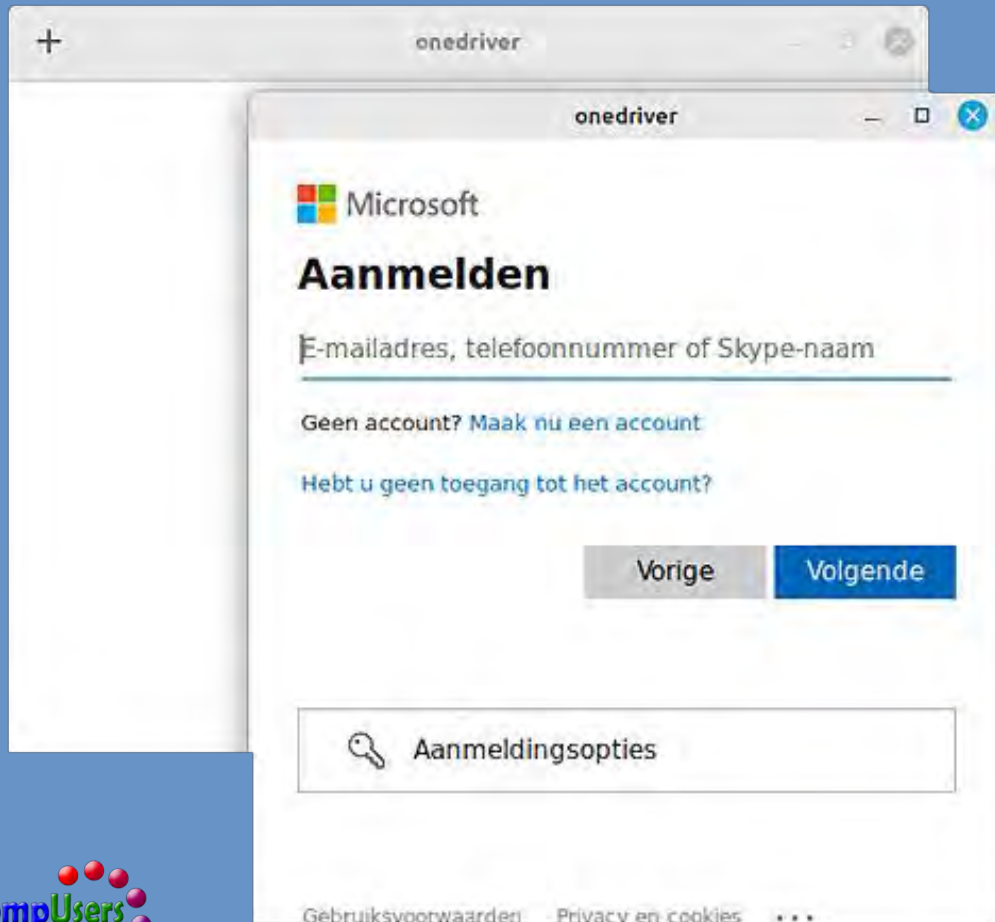 + onedriver
onedriver
Microsoft
Aanmelden
E-mailadres, telefoonnummer of Skype-naam
Geen account? Maak nu een account
Hebt u geen toegang tot het account?
Vorige Volgende
Aanmeldingsopties
mpUsers
Gebruiksvoorwaarden Privacy en cookies ...